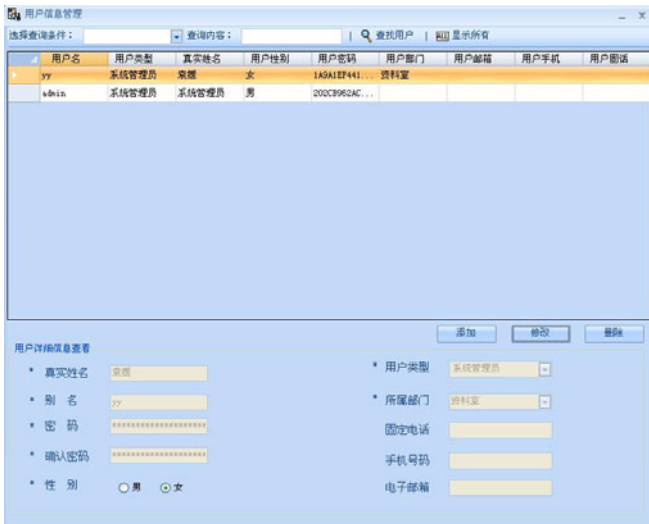 用户信息管理
选择查询条件： 查询内容： | 查找用户 | 显示所有
用户名 用户类型 真实姓名 用户性别 用户密码 用户部门 用户邮箱 用户手机 用户固话
yy 系统管理员 袁媛 女 1A9A1EF441... 资料室
admin 系统管理员 系统管理员 男 202CB962AC...
添加 修改 删除
用户详细信息查看
* 真实姓名 袁媛 * 用户类型 系统管理员
* 别 名 yy * 所属部门 资料室
* 密 码 ******************** 固定电话
* 确认密码 ******************** 手机号码
* 性 别 男 女 电子邮箱